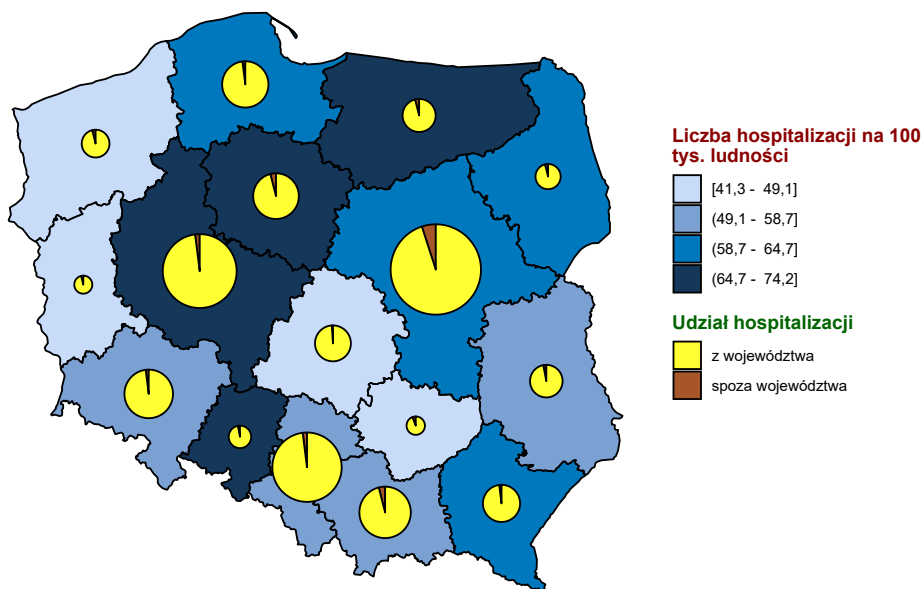 Liczba hospitalizacji na 100
tys. ludności
[41,3 - 49,1]
(49,1 - 58,7]
(58,7 - 64,7]
(64,7 - 74,2]
Udział hospitalizacji
z województwa
spoza województwa